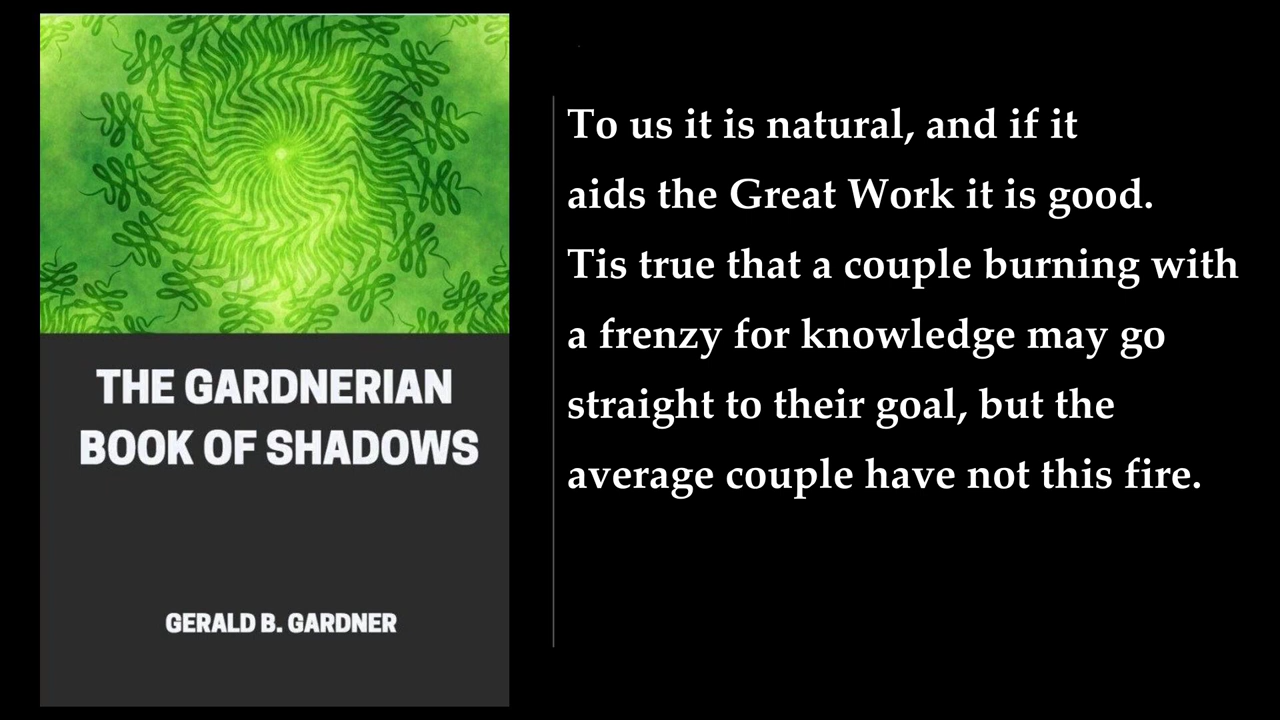 THE GARDNERIAN
BOOK OF SHADOWS
GERALD B. GARDNER
To us it is natural, and if it
aids the Great Work it is good.
Tis true that a couple burning with
a frenzy for knowledge may go
straight to their goal, but the
average couple have not this fire.